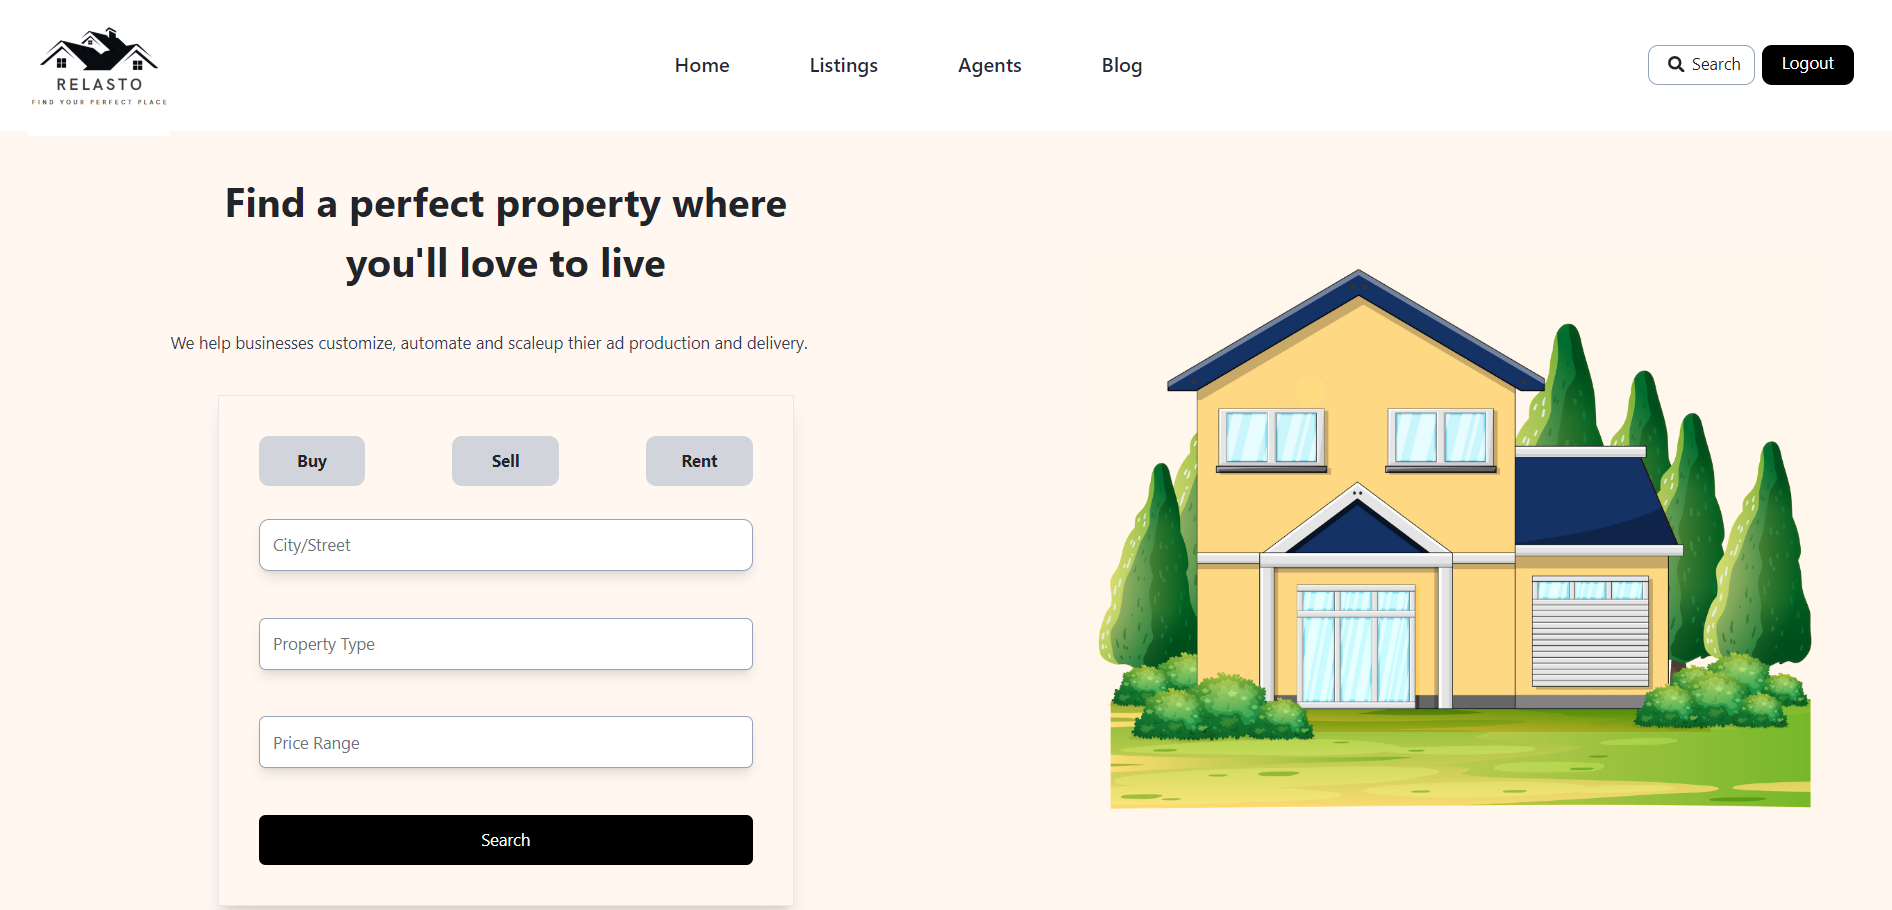 RELASTO
FIND YOUR PERFECT PLACE
Home
Listings
Agents
Blog
Search
Logout
Find a perfect property where
you'll love to live
We help businesses customize, automate and scaleup thier ad production and delivery.
Buy
Sell
Rent
City/Street
Property Type
Price Range
Search